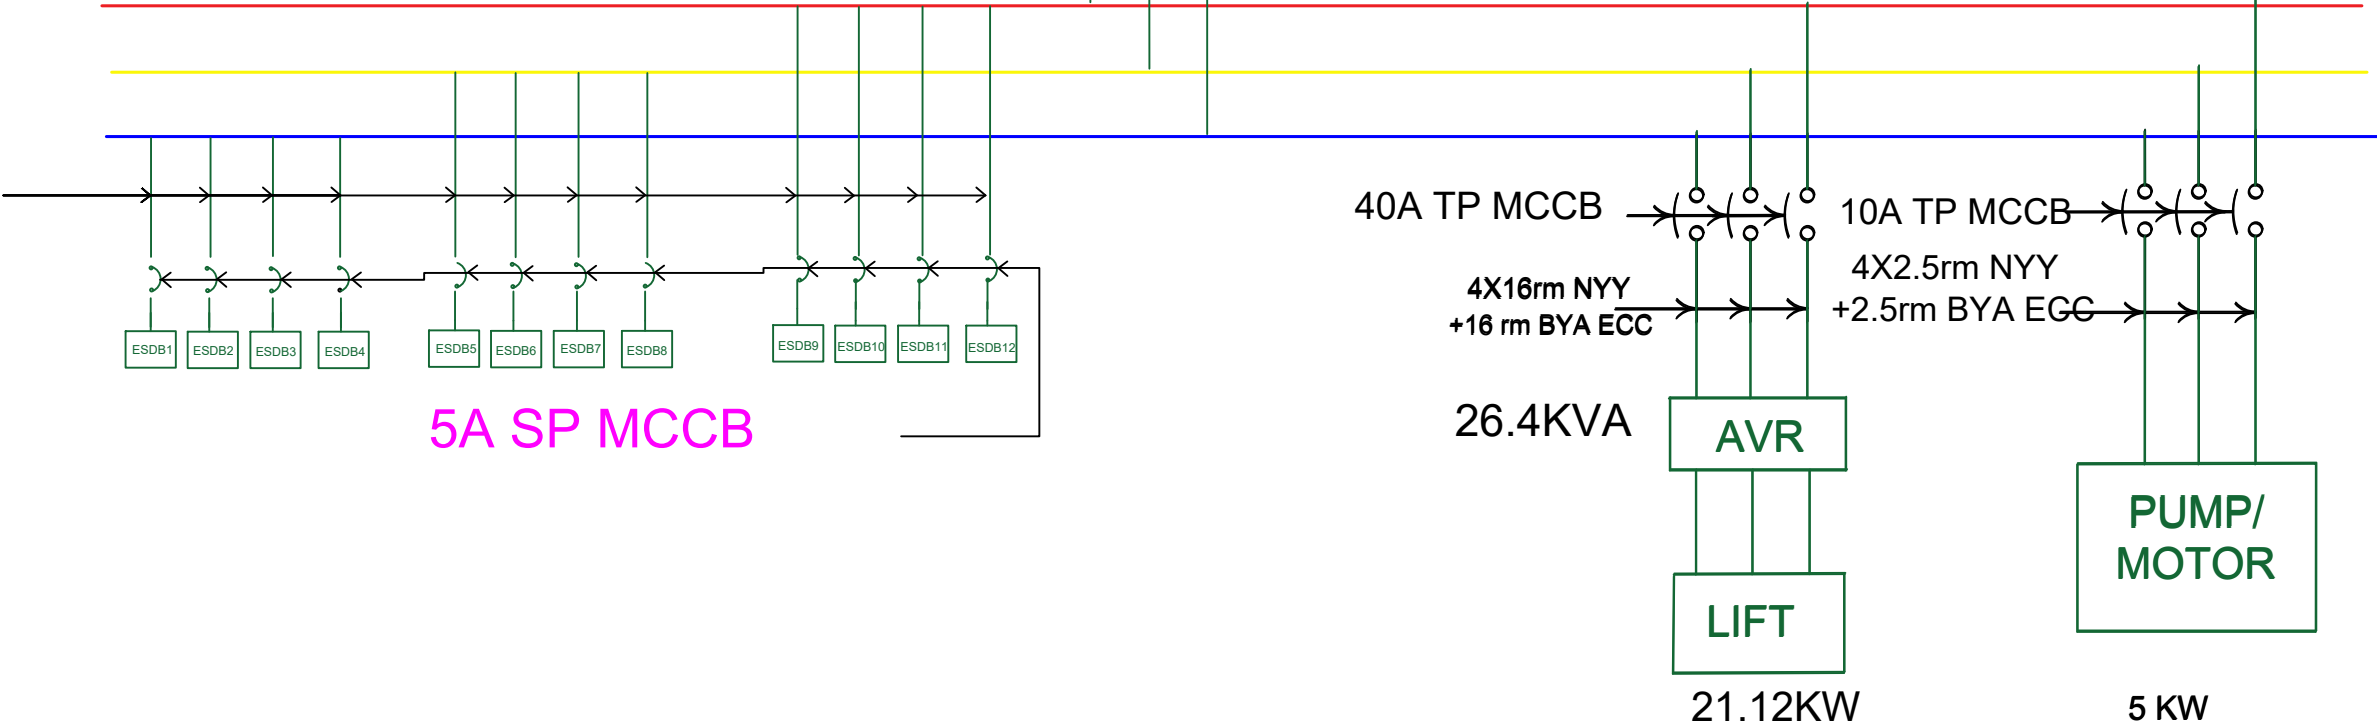 40A TP MCCB
10A TP MCCB
4X16rm NYY
+16 rm BYA ECC
4X2.5rm NYY
+2.5rm BYA ECC
ESDB1
ESDB2
ESDB3
ESDB4
ESDB5
ESDB6
ESDB7
ESDB8
ESDB9
ESDB10
ESDB11
ESDB12
5A SP MCCB
26.4KVA
AVR
PUMP/
MOTOR
LIFT
21.12KW
5 KW